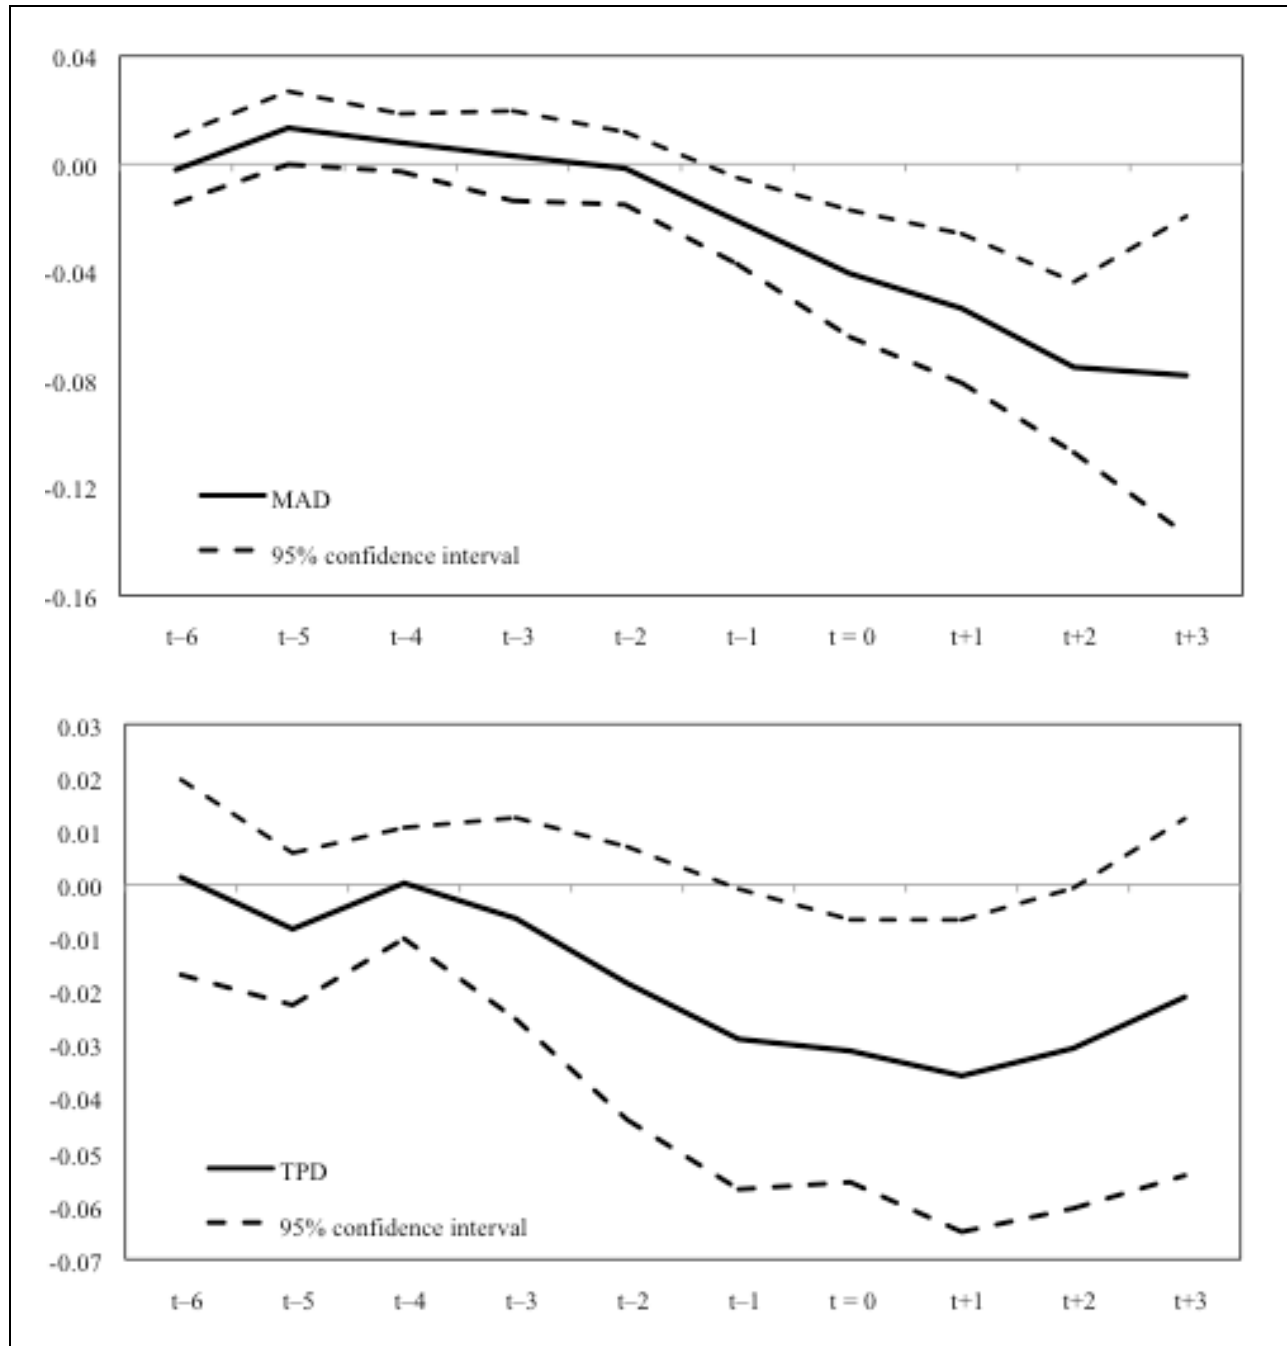 0.04
0.00
-0.04
-0.08
-0.12
-0.16
MAD
95% confidence interval
t–6 t–5 t–4 t–3 t–2 t–1 t = 0 t+1 t+2 t+3
0.03
0.02
0.01
0.00
-0.01
-0.02
-0.03
-0.04
-0.05
-0.06
-0.07
TPD
95% confidence interval
t–6 t–5 t–4 t–3 t–2 t–1 t = 0 t+1 t+2 t+3